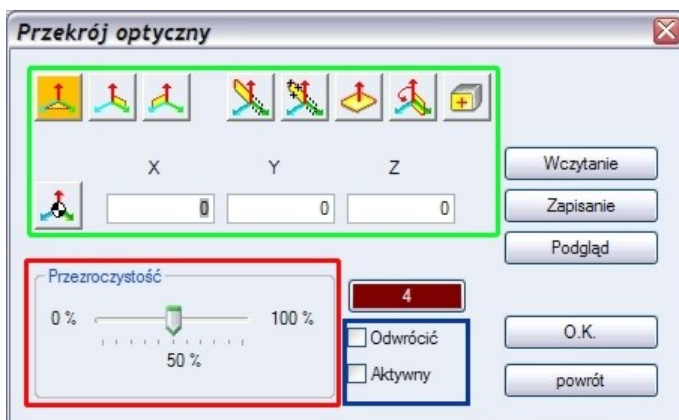 Przekrój optyczny
X Y Z
0 0 0
Wczytanie
Zapisanie
Podgląd
Przezroczystość
0 % 100 %
50 %
4
Odwrócić
Aktywny
O.K.
powrót